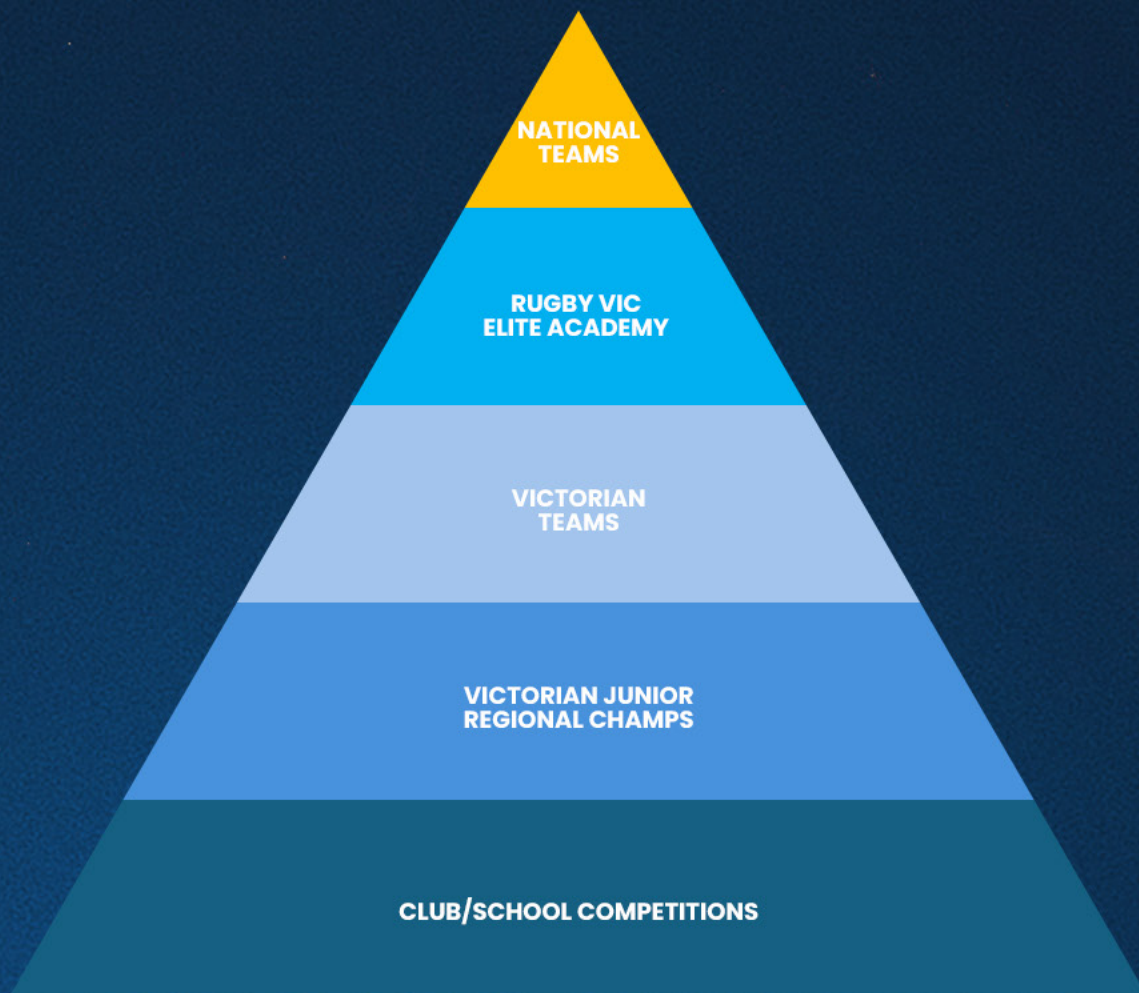 NATIONAL
TEAMS
RUGBY VIC
ELITE ACADEMY
VICTORIAN
TEAMS
VICTORIAN JUNIOR
REGIONAL CHAMPS
CLUB/SCHOOL COMPETITIONS